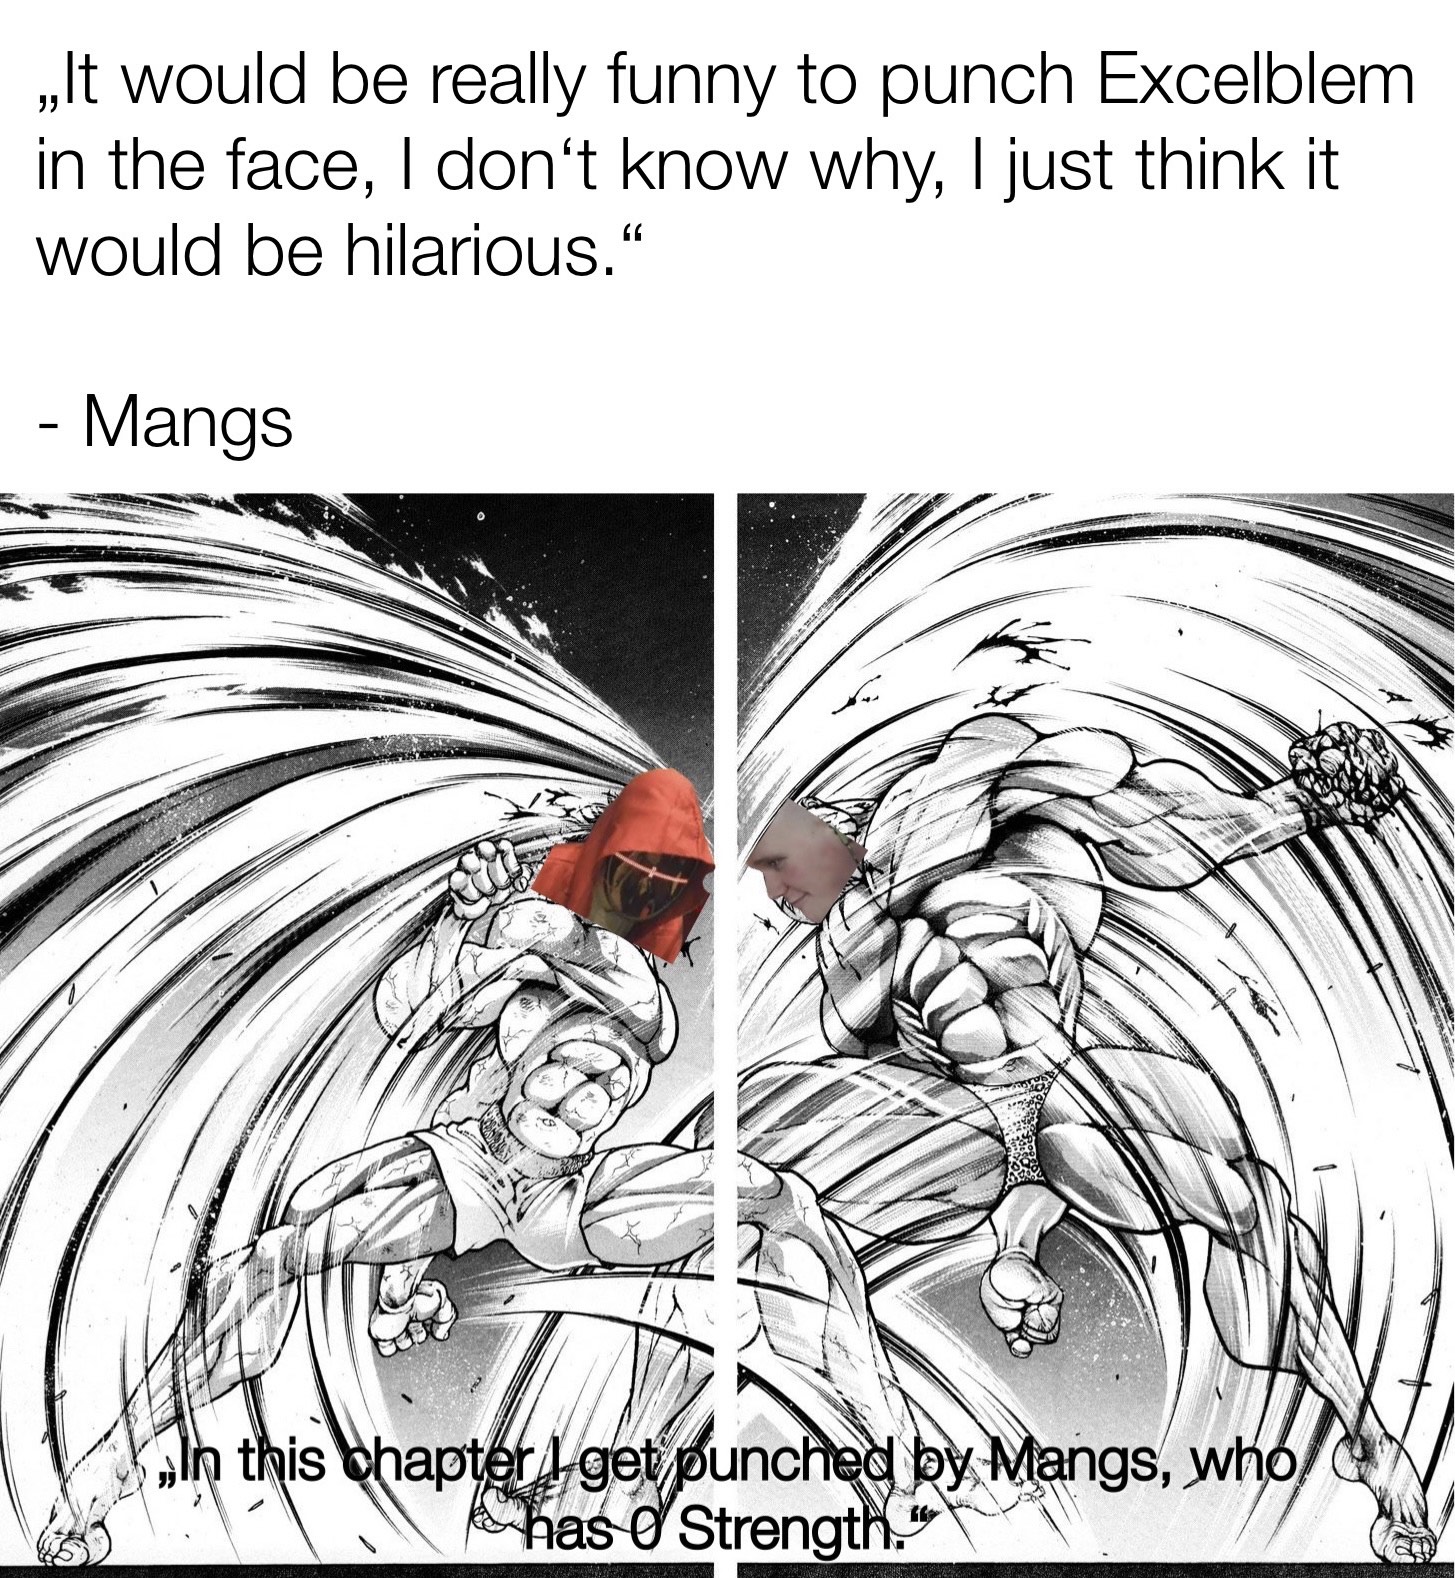 „It would be really funny to punch Excelblem
in the face, I don‘t know why, I just think it
would be hilarious.“
- Mangs
„In this chapter I get punched by Mangs, who
has 0 Strength.“